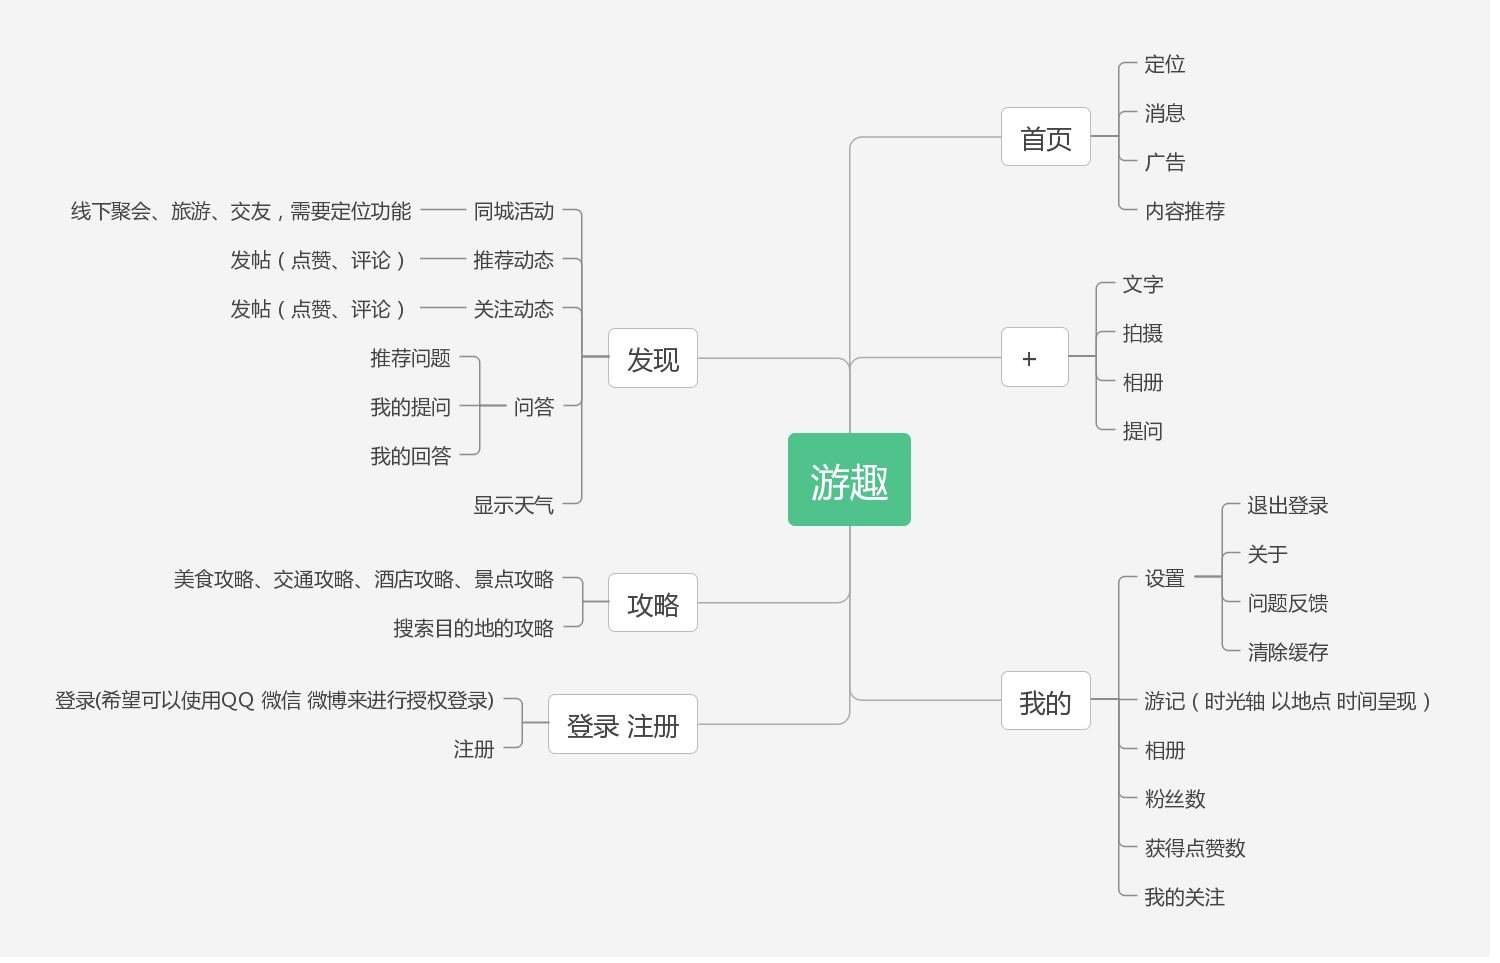 游趣
首页
定位
消息
广告
内容推荐
+
文字
拍摄
相册
提问
我的
设置
退出登录
关于
问题反馈
清除缓存
游记（时光轴 以地点 时间呈现）
相册
粉丝数
获得点赞数
我的关注
发现
同城活动
线下聚会、旅游、交友，需要定位功能
推荐动态
发帖（点赞、评论）
关注动态
发帖（点赞、评论）
问答
推荐问题
我的提问
我的回答
显示天气
攻略
美食攻略、交通攻略、酒店攻略、景点攻略
搜索目的地的攻略
登录 注册
登录(希望可以使用QQ 微信 微博来进行授权登录)
注册